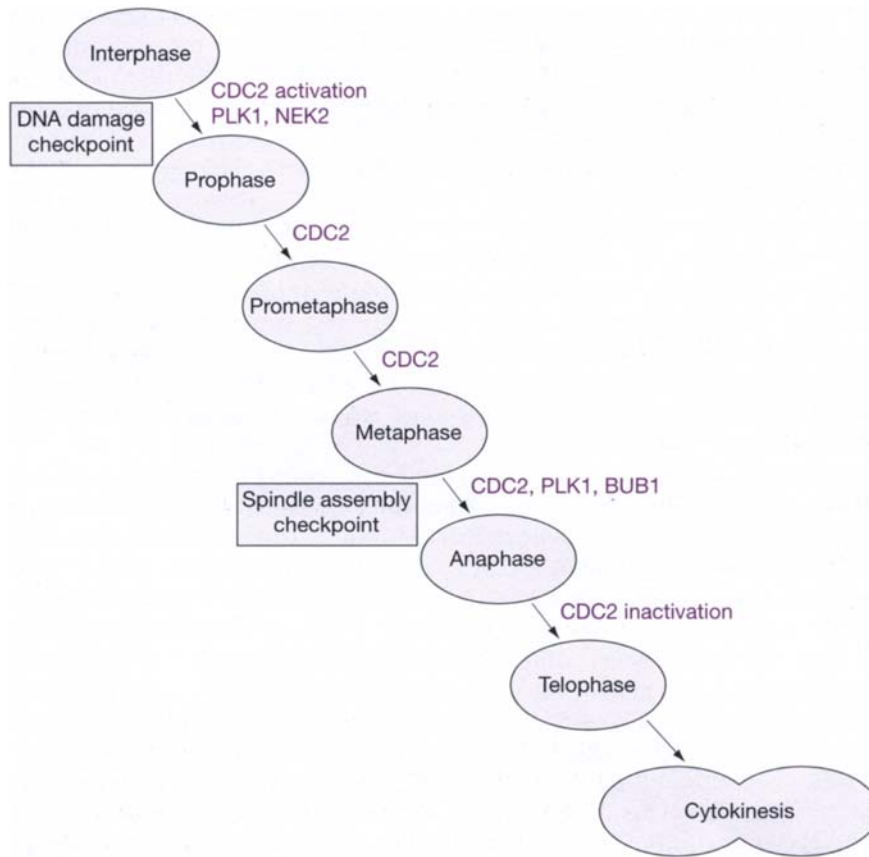 Interphase
CDC2 activation
PLK1, NEK2
DNA damage
checkpoint
Prophase
CDC2
Prometaphase
CDC2
Metaphase
CDC2, PLK1, BUB1
Spindle assembly
checkpoint
Anaphase
CDC2 inactivation
Telophase
Cytokinesis